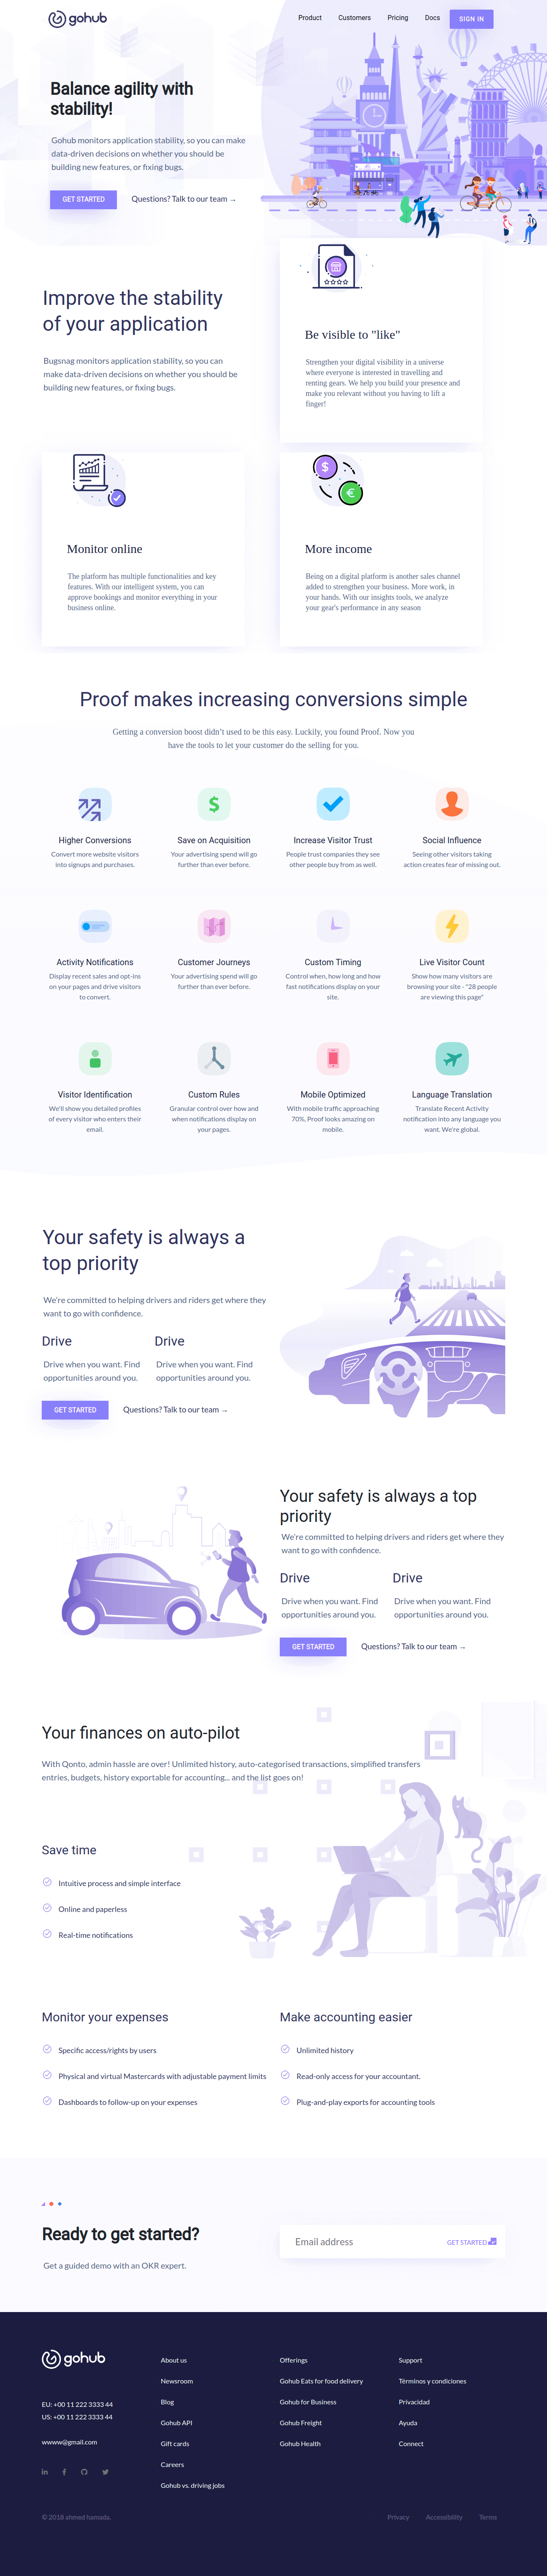 gohub
Product Customers Pricing Docs SIGN IN
Balance agility with
stability!
Gohub monitors application stability, so you can make
data-driven decisions on whether you should be
building new features, or fixing bugs.
GET STARTED Questions? Talk to our team →
Improve the stability
of your application
Bugsnag monitors application stability, so you can
make data-driven decisions on whether you should be
building new features, or fixing bugs.
Be visible to "like"
Strengthen your digital visibility in a universe
where everyone is interested in travelling and
renting gears. We help you build your presence and
make you relevant without you having to lift a
finger!
Monitor online
The platform has multiple functionalities and key
features. With our intelligent system, you can
approve bookings and monitor everything in your
business online.
More income
Being on a digital platform is another sales channel
added to strengthen your business. More work, in
your hands. With our insights tools, we analyze
your gear's performance in any season
Proof makes increasing conversions simple
Getting a conversion boost didn’t used to be this easy. Luckily, you found Proof. Now you
have the tools to let your customer do the selling for you.
Higher Conversions
Convert more website visitors
into signups and purchases.
Save on Acquisition
Your advertising spend will go
further than ever before.
Increase Visitor Trust
People trust companies they see
other people buy from as well.
Social Influence
Seeing other visitors taking
action creates fear of missing out.
Activity Notifications
Display recent sales and opt-ins
on your pages and drive visitors
to convert.
Customer Journeys
Your advertising spend will go
further than ever before.
Custom Timing
Control when, how long and how
fast notifications display on your
site.
Live Visitor Count
Show how many visitors are
browsing your site - "28 people
are viewing this page"
Visitor Identification
We'll show you detailed profiles
of every visitor who enters their
email.
Custom Rules
Granular control over how and
when notifications display on
your pages.
Mobile Optimized
With mobile traffic approaching
70%, Proof looks amazing on
mobile.
Language Translation
Translate Recent Activity
notification into any language you
want. We're global.
Your safety is always a
top priority
We're committed to helping drivers and riders get where they
want to go with confidence.
Drive
Drive when you want. Find
opportunities around you.
Drive
Drive when you want. Find
opportunities around you.
GET STARTED Questions? Talk to our team →
Your safety is always a top
priority
We're committed to helping drivers and riders get where they
want to go with confidence.
Drive
Drive when you want. Find
opportunities around you.
Drive
Drive when you want. Find
opportunities around you.
GET STARTED Questions? Talk to our team →
Your finances on auto-pilot
With Qonto, admin hassle are over! Unlimited history, auto-categorised transactions, simplified transfers
entries, budgets, history exportable for accounting... and the list goes on!
Save time
Intuitive process and simple interface
Online and paperless
Real-time notifications
Monitor your expenses
Specific access/rights by users
Physical and virtual Mastercards with adjustable payment limits
Dashboards to follow-up on your expenses
Make accounting easier
Unlimited history
Read-only access for your accountant.
Plug-and-play exports for accounting tools
Ready to get started?
Get a guided demo with an OKR expert.
Email address
GET STARTED
gohub
EU: +00 11 222 3333 44
US: +00 11 222 3333 44
wwww@gmail.com
About us
Newsroom
Blog
Gohub API
Gift cards
Careers
Gohub vs. driving jobs
Offerings
Gohub Eats for food delivery
Gohub for Business
Gohub Freight
Gohub Health
Support
Términos y condiciones
Privacidad
Ayuda
Connect
© 2018 ahmed hamada.
Privacy Accessibility Terms